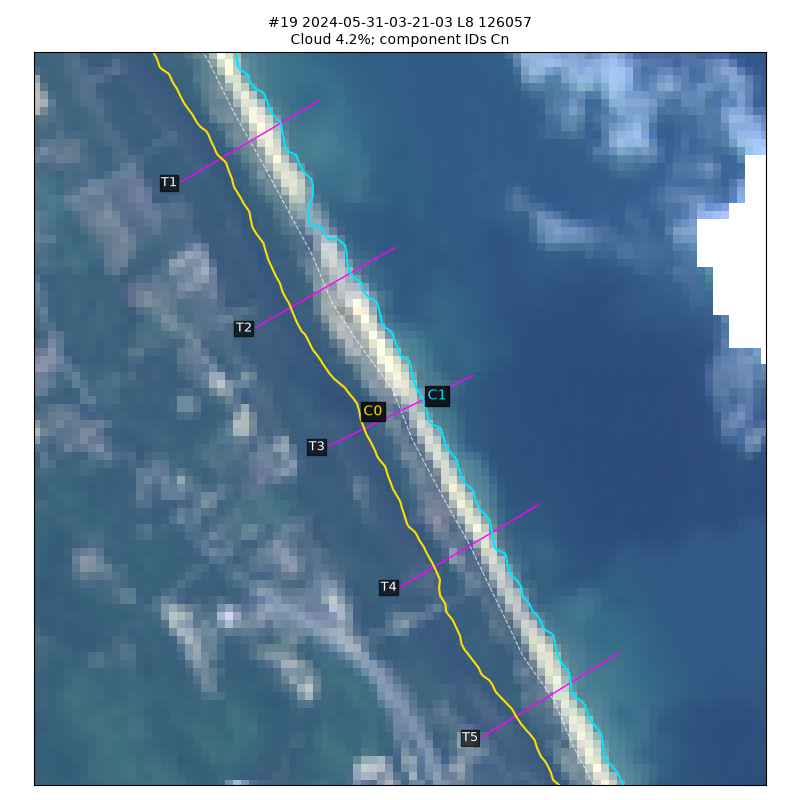 #19 2024-05-31-03-21-03 L8 126057
Cloud 4.2%; component IDs Cn
T1
T2
C1
C0
T3
T4
T5